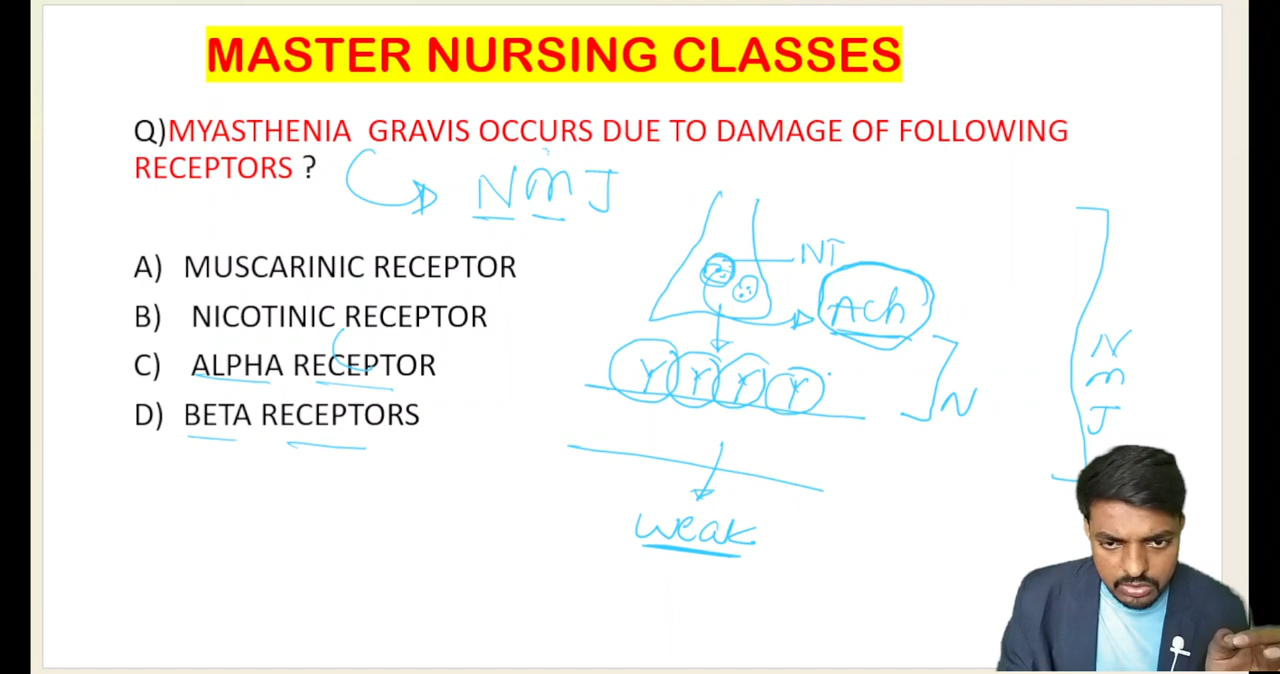 MASTER NURSING CLASSES
Q)MYASTHENIA GRAVIS OCCURS DUE TO DAMAGE OF FOLLOWING
RECEPTORS ?
NMJ
A) MUSCARINIC RECEPTOR
B) NICOTINIC RECEPTOR
C) ALPHA RECEPTOR
D) BETA RECEPTORS
NT
Ach
Y Y Y Y
N
weak
N
M
J